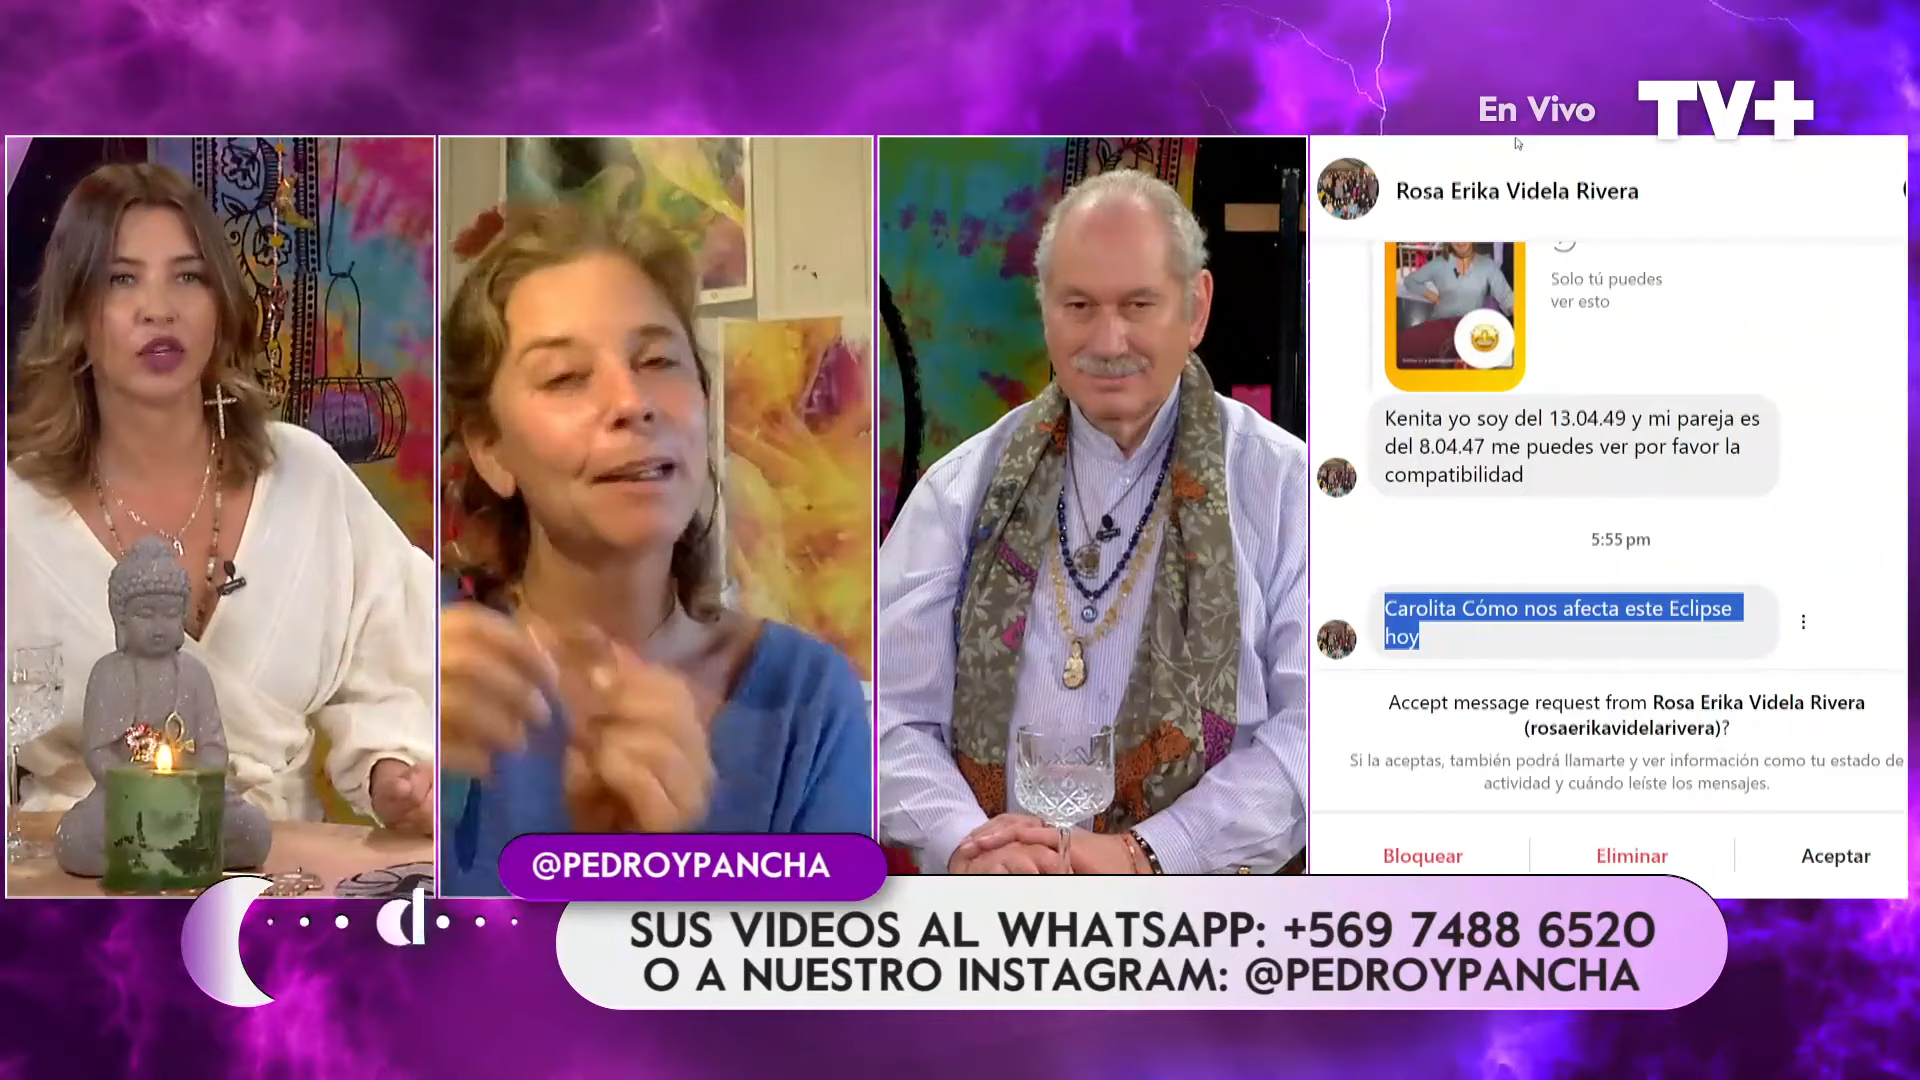 En Vivo
TV+
Rosa Erika Videla Rivera
Solo tú puedes
ver esto
Kenita yo soy del 13.04.49 y mi pareja es
del 8.04.47 me puedes ver por favor la
compatibilidad
5:55 pm
Carolita Cómo nos afecta este Eclipse
hoy
Accept message request from Rosa Erika Videla Rivera
(rosaerikavidelarivera)?
Si la aceptas, también podrá llamarte y ver información como tu estado de
actividad y cuándo leíste los mensajes.
Bloquear
Eliminar
Aceptar
@PEDROYPANCHA
d
SUS VIDEOS AL WHATSAPP: +569 7488 6520
O A NUESTRO INSTAGRAM: @PEDROYPANCHA